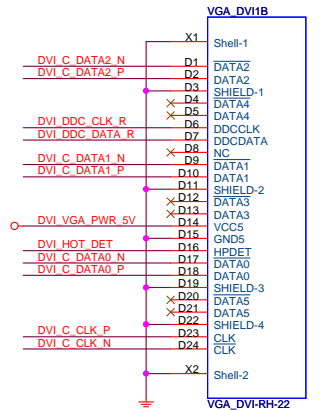 VGA_DVI1B
X1 Shell-1
DVI_C_DATA2_N D1 DATA2
DVI_C_DATA2_P D2 DATA2
D3 SHIELD-1
D4 DATA4
D5 DATA4
DVI_DDC_CLK_R D6 DDCCLK
DVI_DDC_DATA_R D7 DDCDATA
D8 NC
DVI_C_DATA1_N D9 DATA1
DVI_C_DATA1_P D10 DATA1
D11 SHIELD-2
D12 DATA3
D13 DATA3
DVI_VGA_PWR_5V D14 VCC5
D15 GND5
DVI_HOT_DET D16 HPDET
DVI_C_DATA0_N D17 DATA0
DVI_C_DATA0_P D18 DATA0
D19 SHIELD-3
D20 DATA5
D21 DATA5
D22 SHIELD-4
DVI_C_CLK_P D23 CLK
DVI_C_CLK_N D24 CLK
X2 Shell-2
VGA_DVI-RH-22